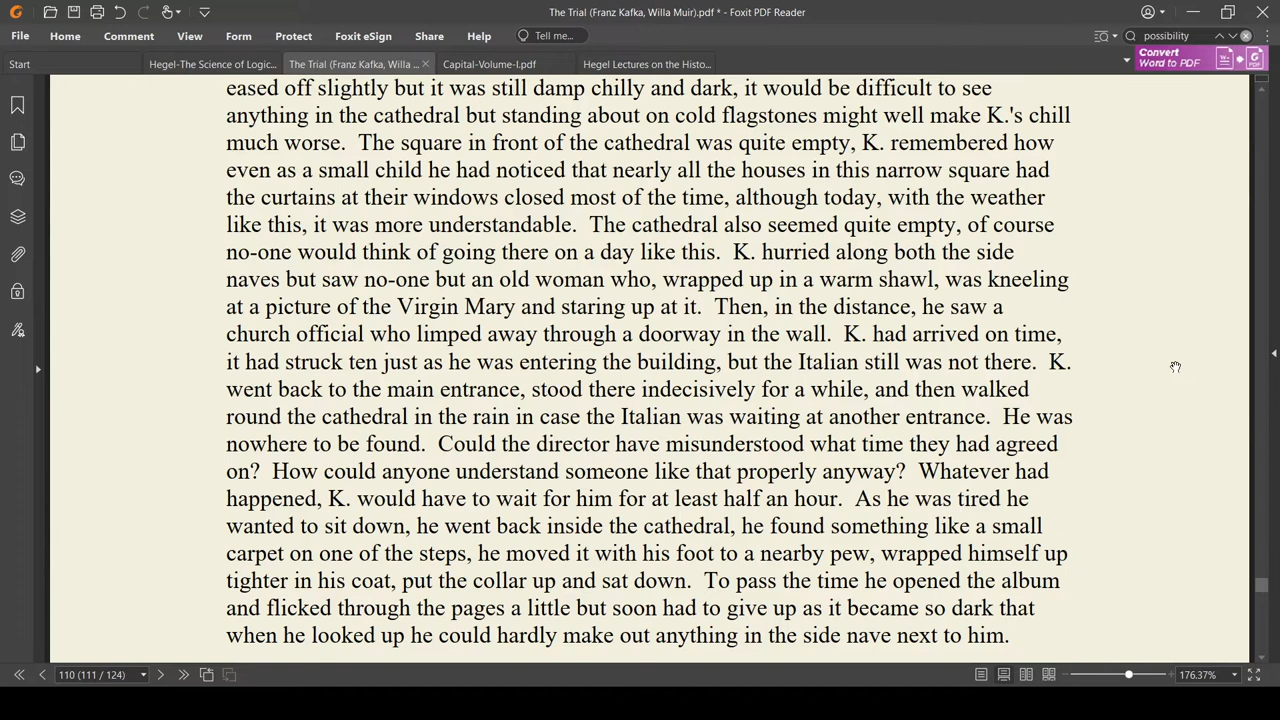 The Trial (Franz Kafka, Willa Muir).pdf * - Foxit PDF Reader
File Home Comment View Form Protect Foxit eSign Share Help Tell me... possibility
Start Hegel-The Science of Logic... The Trial (Franz Kafka, Willa Muir ... Capital-Volume-I.pdf Hegel Lectures on the Histo...
Convert
Word to PDF
eased off slightly but it was still damp chilly and dark, it would be difficult to see
anything in the cathedral but standing about on cold flagstones might well make K.'s chill
much worse. The square in front of the cathedral was quite empty, K. remembered how
even as a small child he had noticed that nearly all the houses in this narrow square had
the curtains at their windows closed most of the time, although today, with the weather
like this, it was more understandable. The cathedral also seemed quite empty, of course
no-one would think of going there on a day like this. K. hurried along both the side
naves but saw no-one but an old woman who, wrapped up in a warm shawl, was kneeling
at a picture of the Virgin Mary and staring up at it. Then, in the distance, he saw a
church official who limped away through a doorway in the wall. K. had arrived on time,
it had struck ten just as he was entering the building, but the Italian still was not there. K.
went back to the main entrance, stood there indecisively for a while, and then walked
round the cathedral in the rain in case the Italian was waiting at another entrance. He was
nowhere to be found. Could the director have misunderstood what time they had agreed
on? How could anyone understand someone like that properly anyway? Whatever had
happened, K. would have to wait for him for at least half an hour. As he was tired he
wanted to sit down, he went back inside the cathedral, he found something like a small
carpet on one of the steps, he moved it with his foot to a nearby pew, wrapped himself up
tighter in his coat, put the collar up and sat down. To pass the time he opened the album
and flicked through the pages a little but soon had to give up as it became so dark that
when he looked up he could hardly make out anything in the side nave next to him.
110 (111 / 124) 176.37%